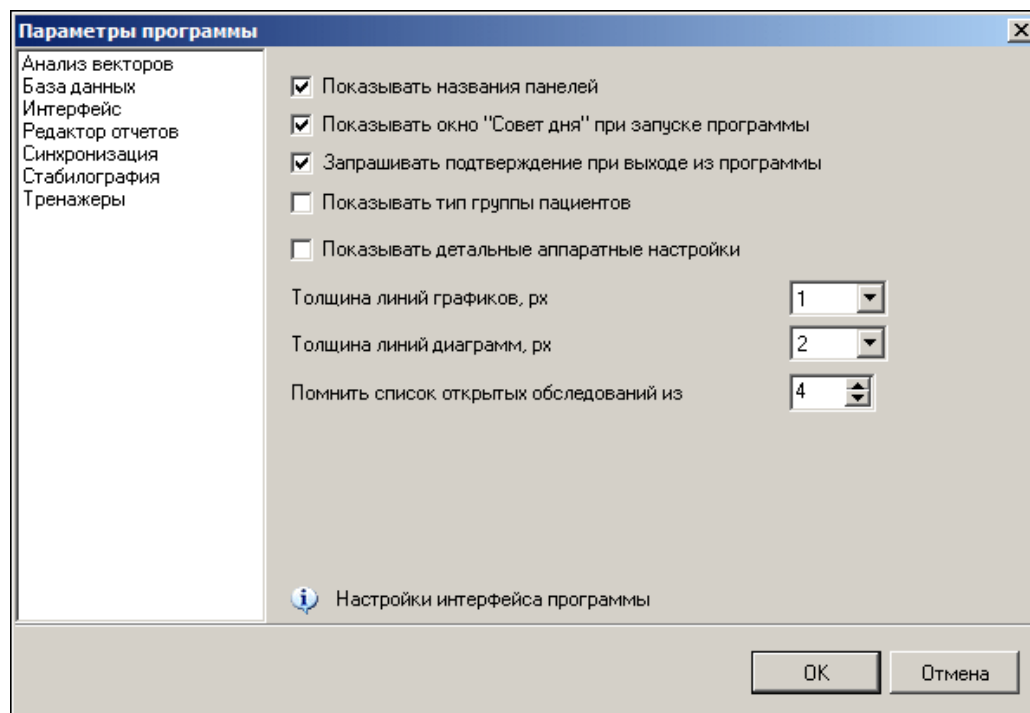 Параметры программы
Анализ векторов
База данных
Интерфейс
Редактор отчетов
Синхронизация
Стабилография
Тренажеры
Показывать названия панелей
Показывать окно "Совет дня" при запуске программы
Запрашивать подтверждение при выходе из программы
Показывать тип группы пациентов
Показывать детальные аппаратные настройки
Толщина линий графиков, px 1
Толщина линий диаграмм, px 2
Помнить список открытых обследований из 4
Настройки интерфейса программы
OK Отмена